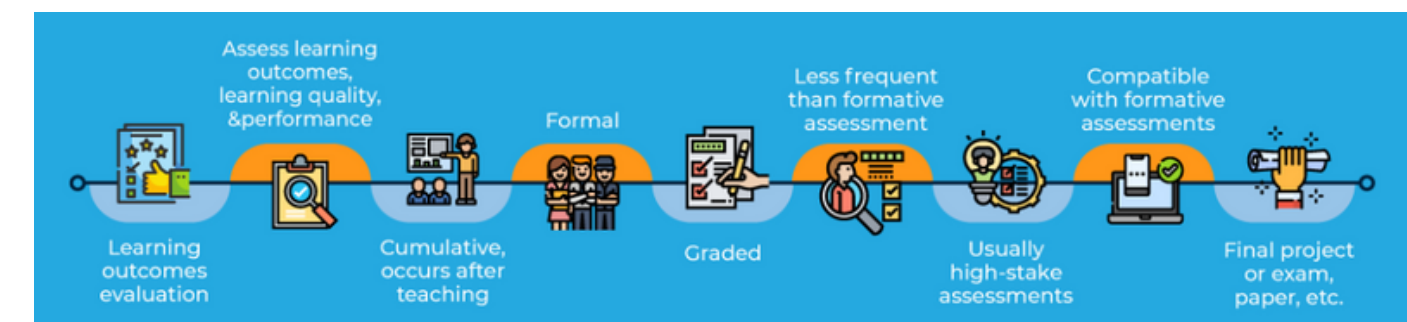 Learning
outcomes
evaluation
Assess learning
outcomes,
learning quality,
&performance
Cumulative,
occurs after
teaching
Formal
Graded
Less frequent
than formative
assessment
Usually
high-stake
assessments
Compatible
with formative
assessments
Final project
or exam,
paper, etc.